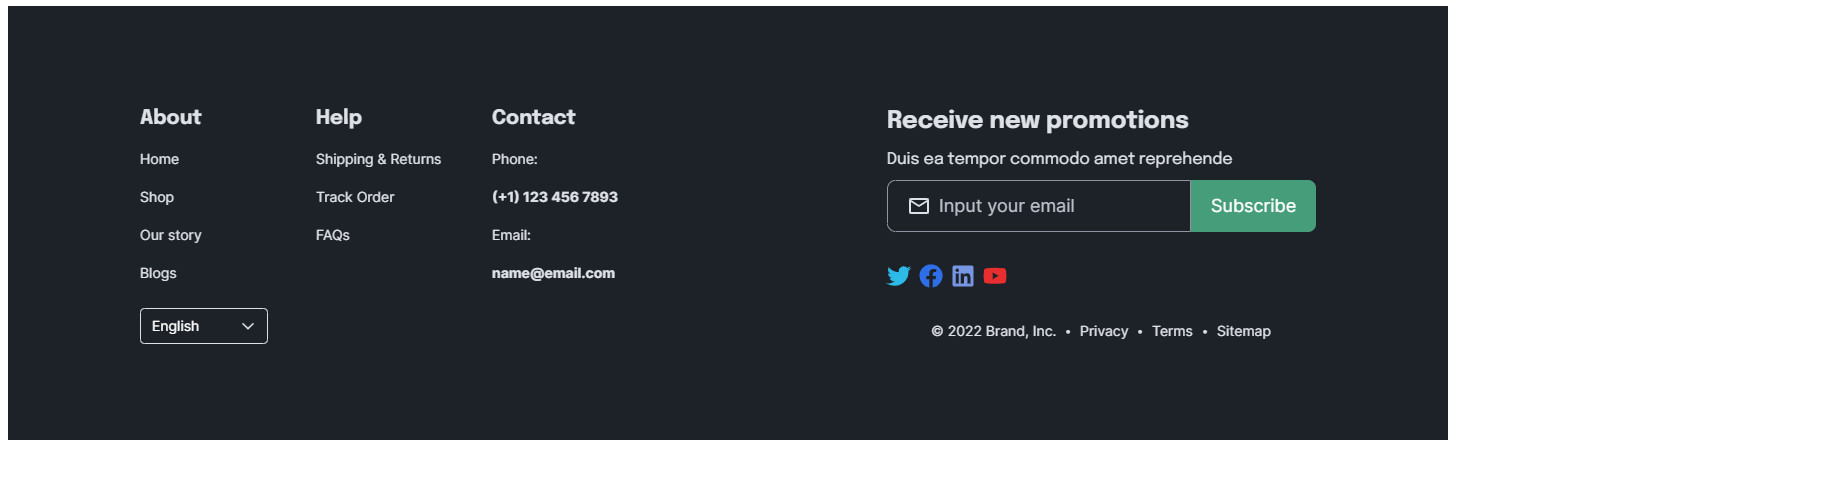 About
Home
Shop
Our story
Blogs
English
Help
Shipping & Returns
Track Order
FAQs
Contact
Phone:
(+1) 123 456 7893
Email:
name@email.com
Receive new promotions
Duis ea tempor commodo amet reprehende
Input your email
Subscribe
© 2022 Brand, Inc. • Privacy • Terms • Sitemap